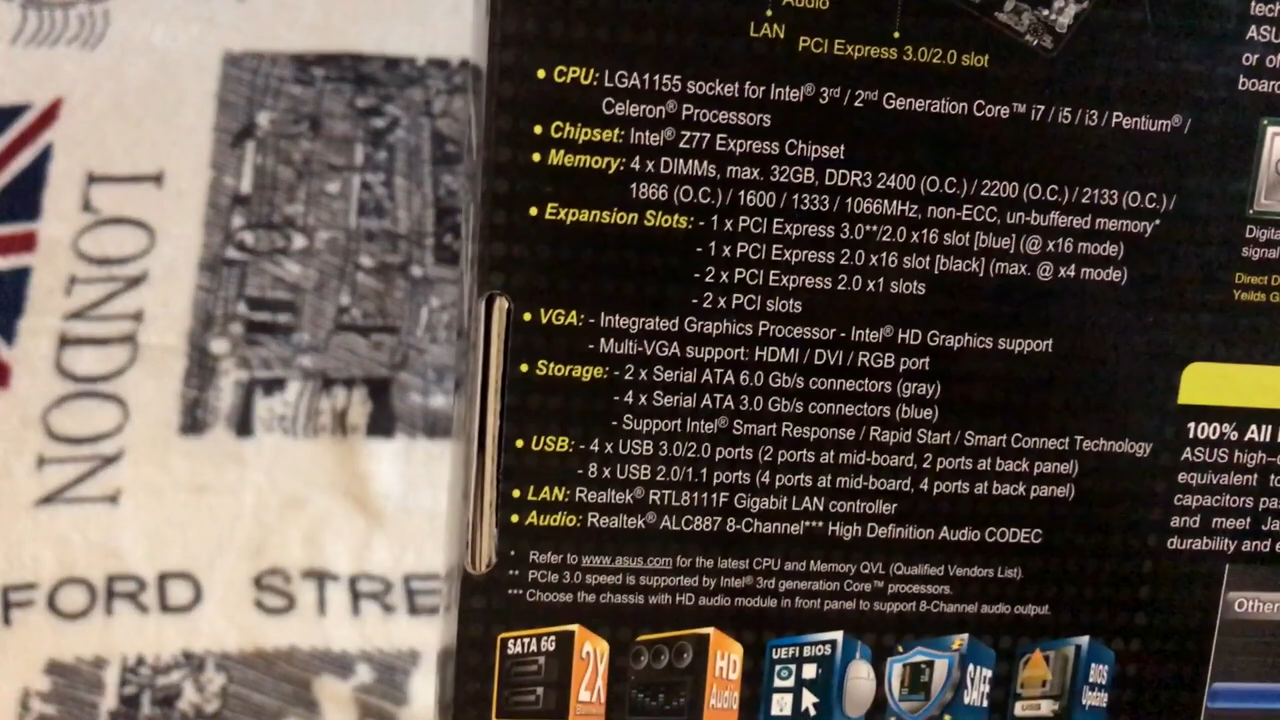 Audio
LAN
PCI Express 3.0/2.0 slot
• CPU: LGA1155 socket for Intel® 3rd / 2nd Generation Core™ i7 / i5 / i3 / Pentium® /
Celeron® Processors
• Chipset: Intel® Z77 Express Chipset
• Memory: 4 x DIMMs, max. 32GB, DDR3 2400 (O.C.) / 2200 (O.C.) / 2133 (O.C.) /
1866 (O.C.) / 1600 / 1333 / 1066MHz, non-ECC, un-buffered memory*
• Expansion Slots: - 1 x PCI Express 3.0**/2.0 x16 slot [blue] (@ x16 mode)
- 1 x PCI Express 2.0 x16 slot [black] (max. @ x4 mode)
- 2 x PCI Express 2.0 x1 slots
- 2 x PCI slots
• VGA: - Integrated Graphics Processor - Intel® HD Graphics support
- Multi-VGA support: HDMI / DVI / RGB port
• Storage: - 2 x Serial ATA 6.0 Gb/s connectors (gray)
- 4 x Serial ATA 3.0 Gb/s connectors (blue)
- Support Intel® Smart Response / Rapid Start / Smart Connect Technology
• USB: - 4 x USB 3.0/2.0 ports (2 ports at mid-board, 2 ports at back panel)
- 8 x USB 2.0/1.1 ports (4 ports at mid-board, 4 ports at back panel)
• LAN: Realtek® RTL8111F Gigabit LAN controller
• Audio: Realtek® ALC887 8-Channel*** High Definition Audio CODEC
* Refer to www.asus.com for the latest CPU and Memory QVL (Qualified Vendors List).
** PCIe 3.0 speed is supported by Intel® 3rd generation Core™ processors.
*** Choose the chassis with HD audio module in front panel to support 8-Channel audio output.
SATA 6G
2X
HD
Audio
UEFI BIOS
SAFE
USB
BIOS
Update
LONDON
FORD STRE
tech
ASU
or of
board
Digita
signal
Direct D
Yeilds G
100% All
ASUS high-
equivalent to
capacitors pa
and meet Ja
durability and e
Other